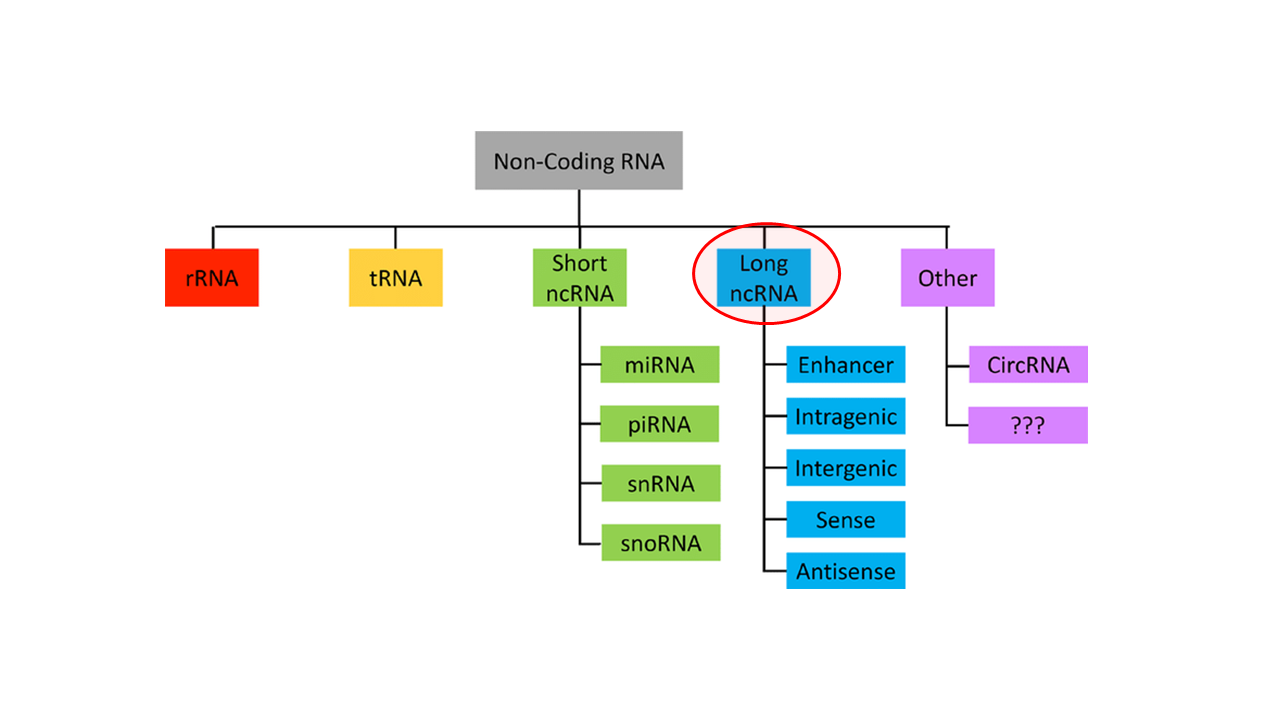 Non-Coding RNA
rRNA
tRNA
Short
ncRNA
Long
ncRNA
Other
miRNA
piRNA
snRNA
snoRNA
Enhancer
Intragenic
Intergenic
Sense
Antisense
CircRNA
???